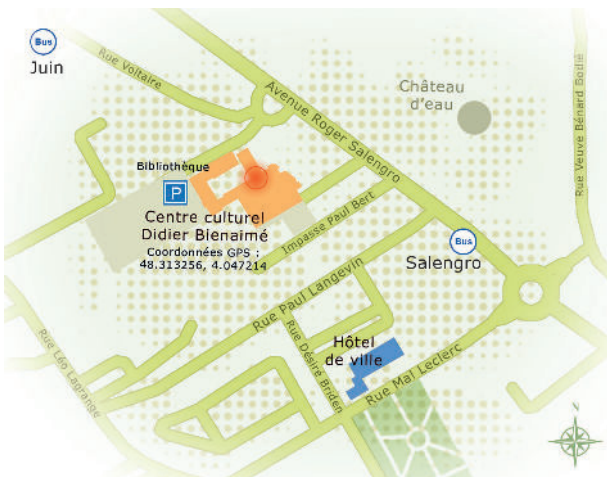 Bus
Juin
Rue Voltaire
Avenue Roger Salengro
Château
d'eau
Rue Veuve Bénard Bodié
Bibliothèque
P
Centre culturel
Didier Bienaimé
Coordonnées GPS :
48.313256, 4.047214
Impasse Paul Bert
Bus
Salengro
Rue Paul Langevin
Rue Léo Lagrange
Rue Désiré Briden
Hôtel
de ville
Rue Mal Leclerc
N